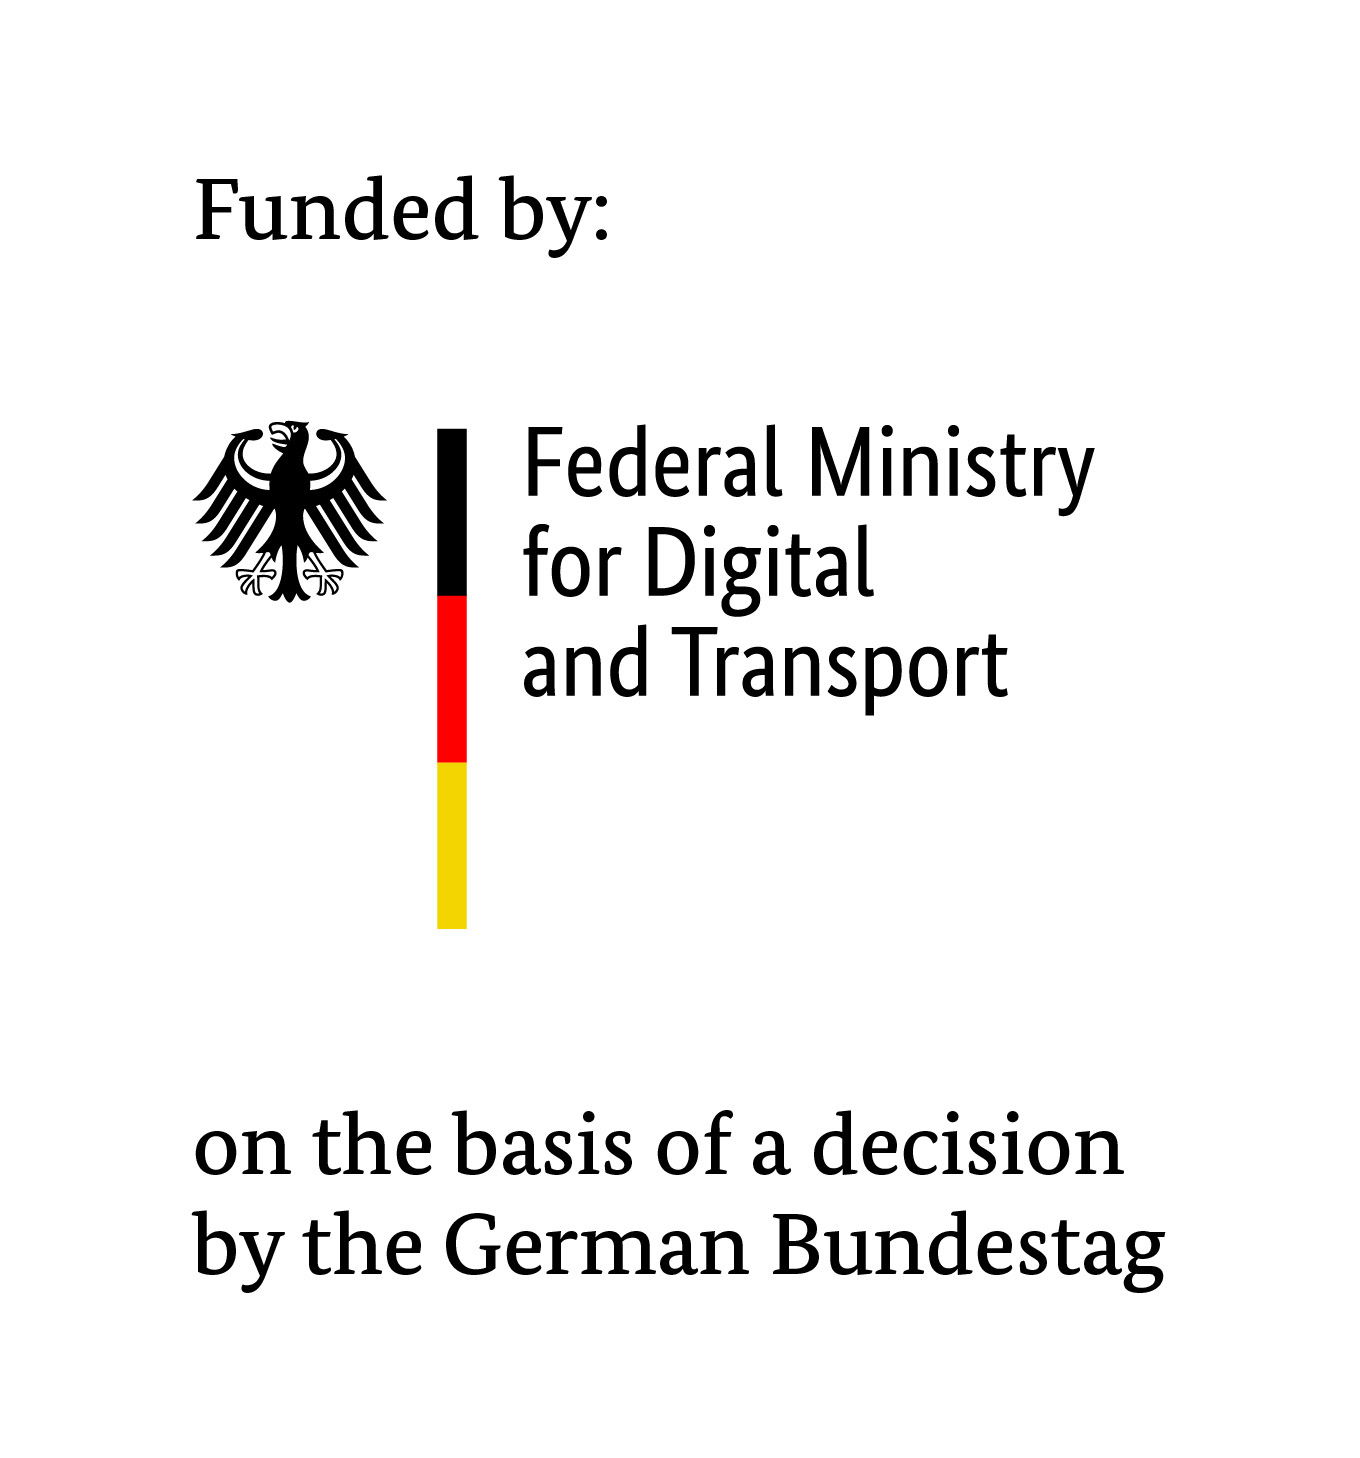 Funded by:
Federal Ministry
for Digital
and Transport
on the basis of a decision
by the German Bundestag